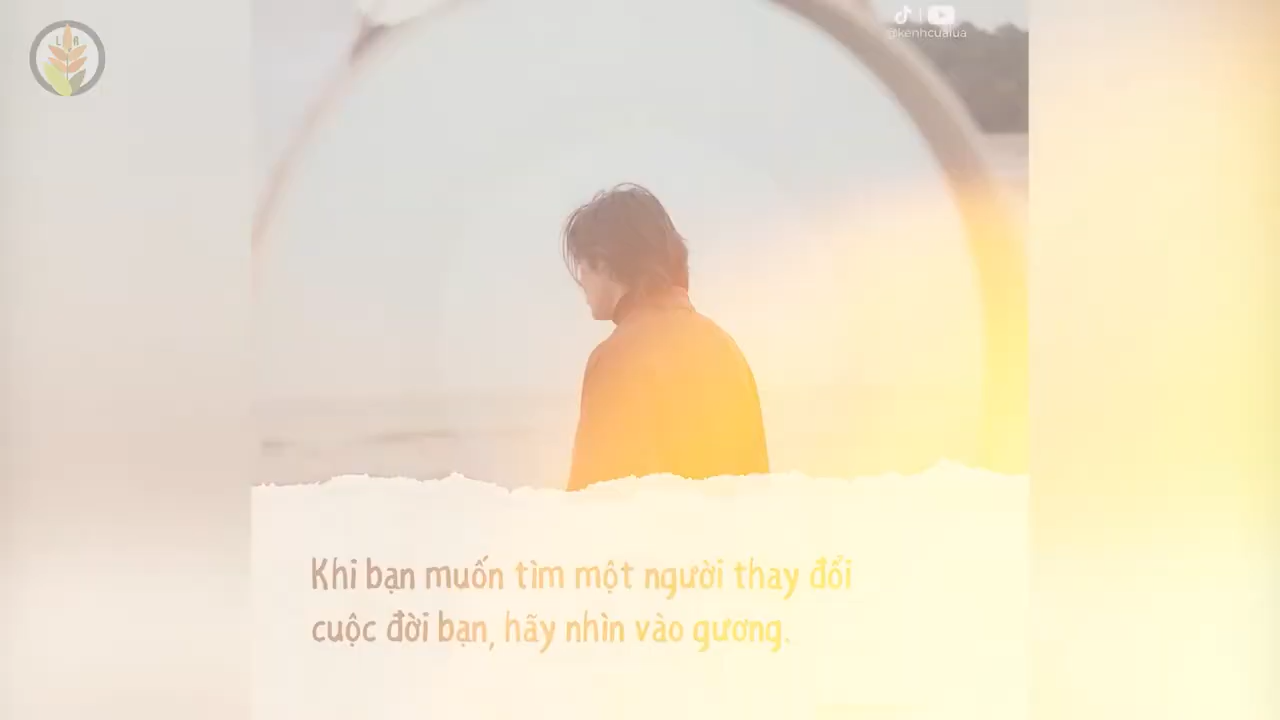 L R
@kenhcualua
Khi bạn muốn tìm một người thay đổi
cuộc đời bạn, hãy nhìn vào gương.